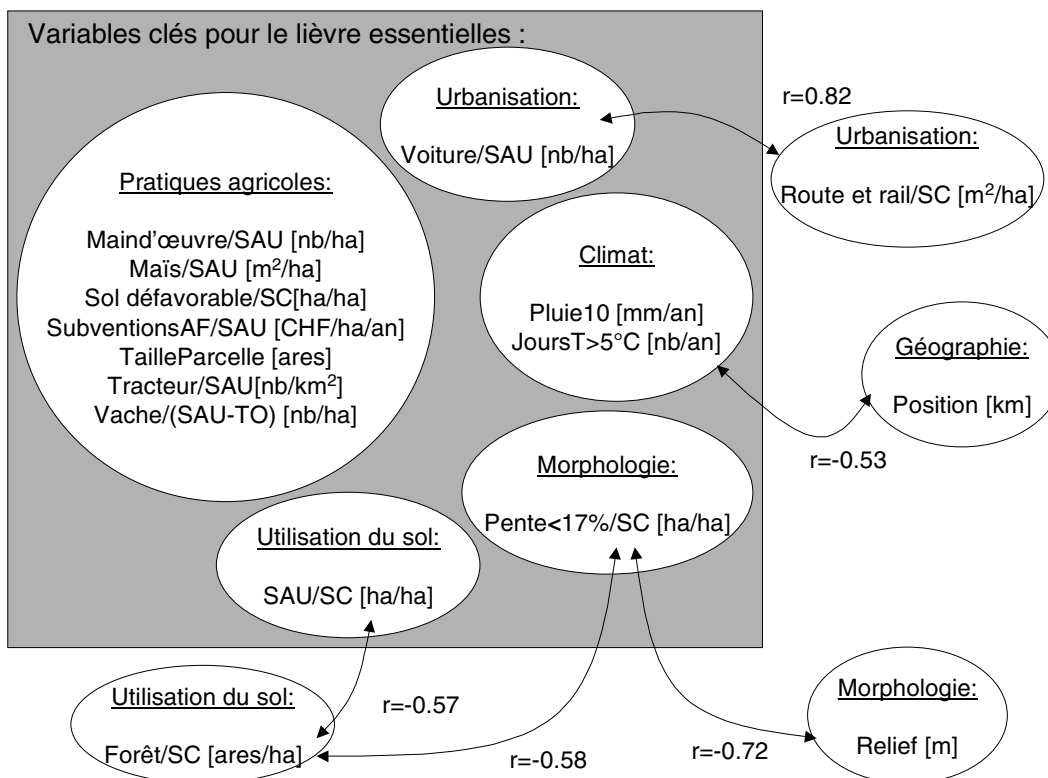 Variables clés pour le lièvre essentielles :
Urbanisation:
Voiture/SAU [nb/ha]
r=0.82
Urbanisation:
Route et rail/SC [m²/ha]
Pratiques agricoles:
Maind'œuvre/SAU [nb/ha]
Maïs/SAU [m²/ha]
Sol défavorable/SC[ha/ha]
SubventionsAF/SAU [CHF/ha/an]
TailleParcelle [ares]
Tracteur/SAU[nb/km²]
Vache/(SAU-TO) [nb/ha]
Climat:
Pluie10 [mm/an]
JoursT>5°C [nb/an]
Géographie:
Position [km]
r=-0.53
Morphologie:
Pente<17%/SC [ha/ha]
Utilisation du sol:
SAU/SC [ha/ha]
Utilisation du sol:
Forêt/SC [ares/ha]
r=-0.57
r=-0.58
r=-0.72
Morphologie:
Relief [m]